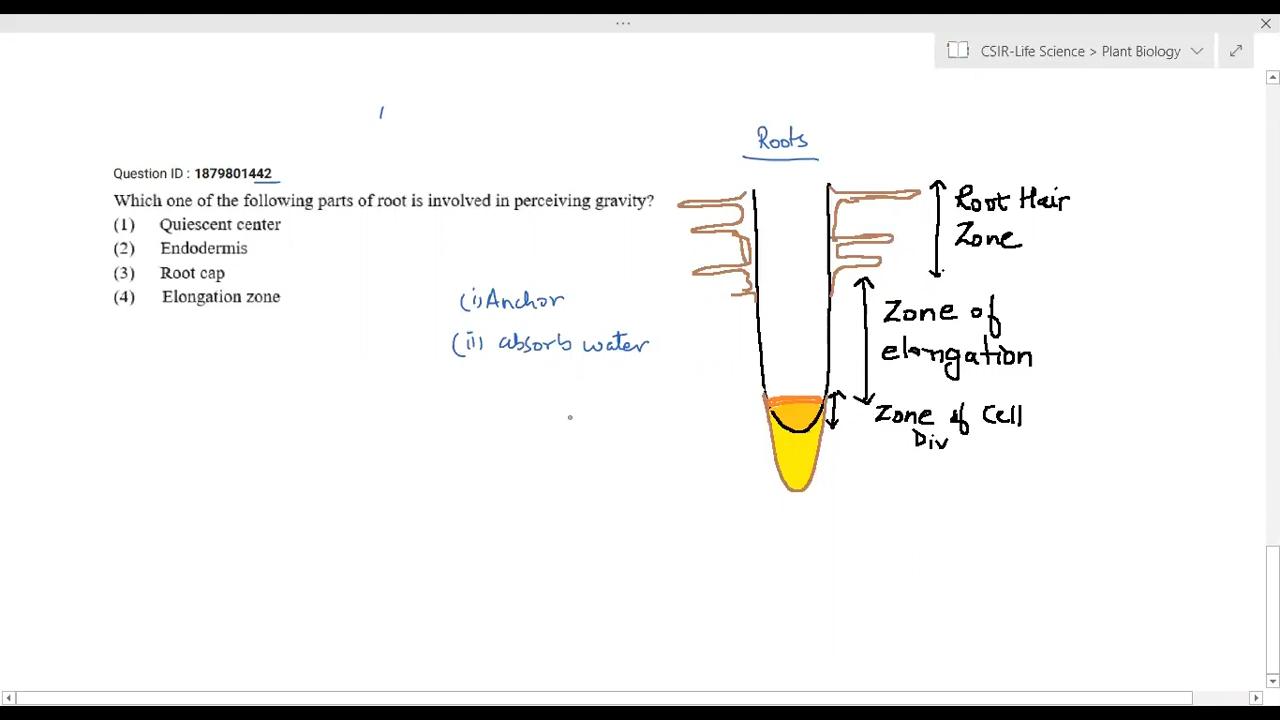 CSIR-Life Science > Plant Biology
Roots
Question ID : 1879801442
Which one of the following parts of root is involved in perceiving gravity?
(1) Quiescent center
(2) Endodermis
(3) Root cap
(4) Elongation zone
(i) Anchor
(ii) absorb water
Root Hair
Zone
Zone of
elongation
Zone of Cell
Div